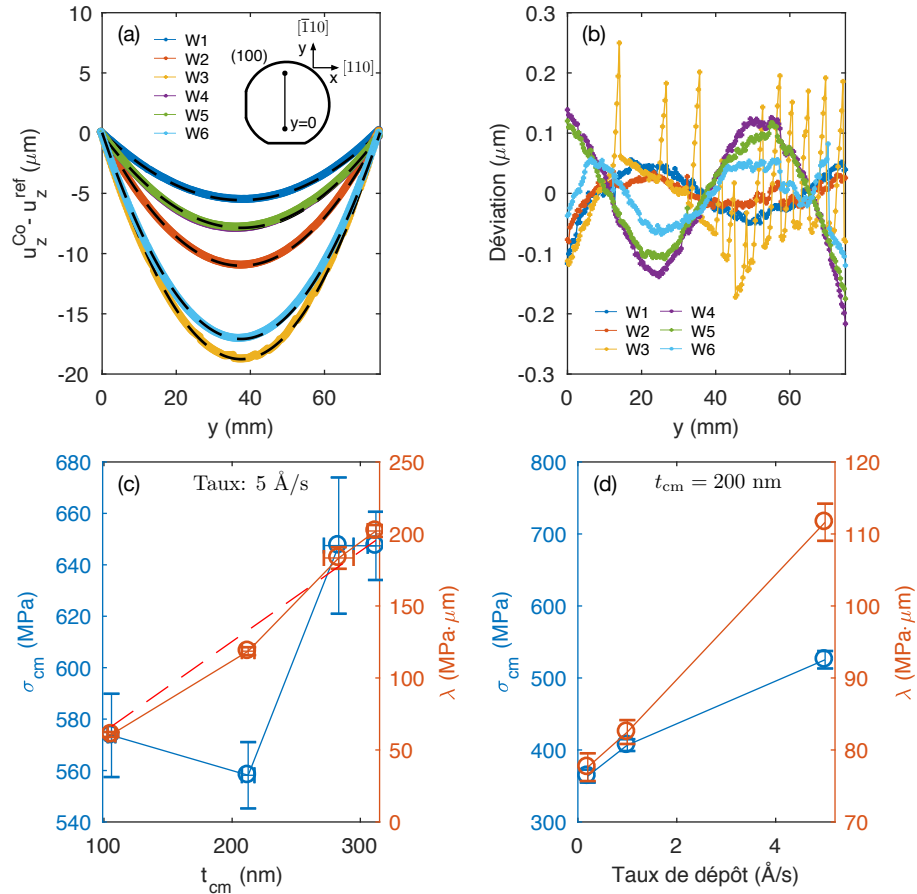 (a)
W1
W2
W3
W4
W5
W6
(100)
[1̅10]
y
[110]
x
y=0
10
5
0
-5
-10
-15
-20
0 20 40 60
y (mm)
u_z^Co - u_z^ref (μm)
(b)
0.3
0.2
0.1
0
-0.1
-0.2
-0.3
0 20 40 60
y (mm)
Déviation (μm)
W1 W4
W2 W5
W3 W6
(c)
Taux: 5 Å/s
680
660
640
620
600
580
560
540
σ_cm (MPa)
250
200
150
100
50
0
λ (MPa·μm)
100 200 300
t_cm (nm)
(d)
t_cm = 200 nm
800
700
600
500
400
300
σ_cm (MPa)
120
110
100
90
80
70
λ (MPa·μm)
0 2 4
Taux de dépôt (Å/s)